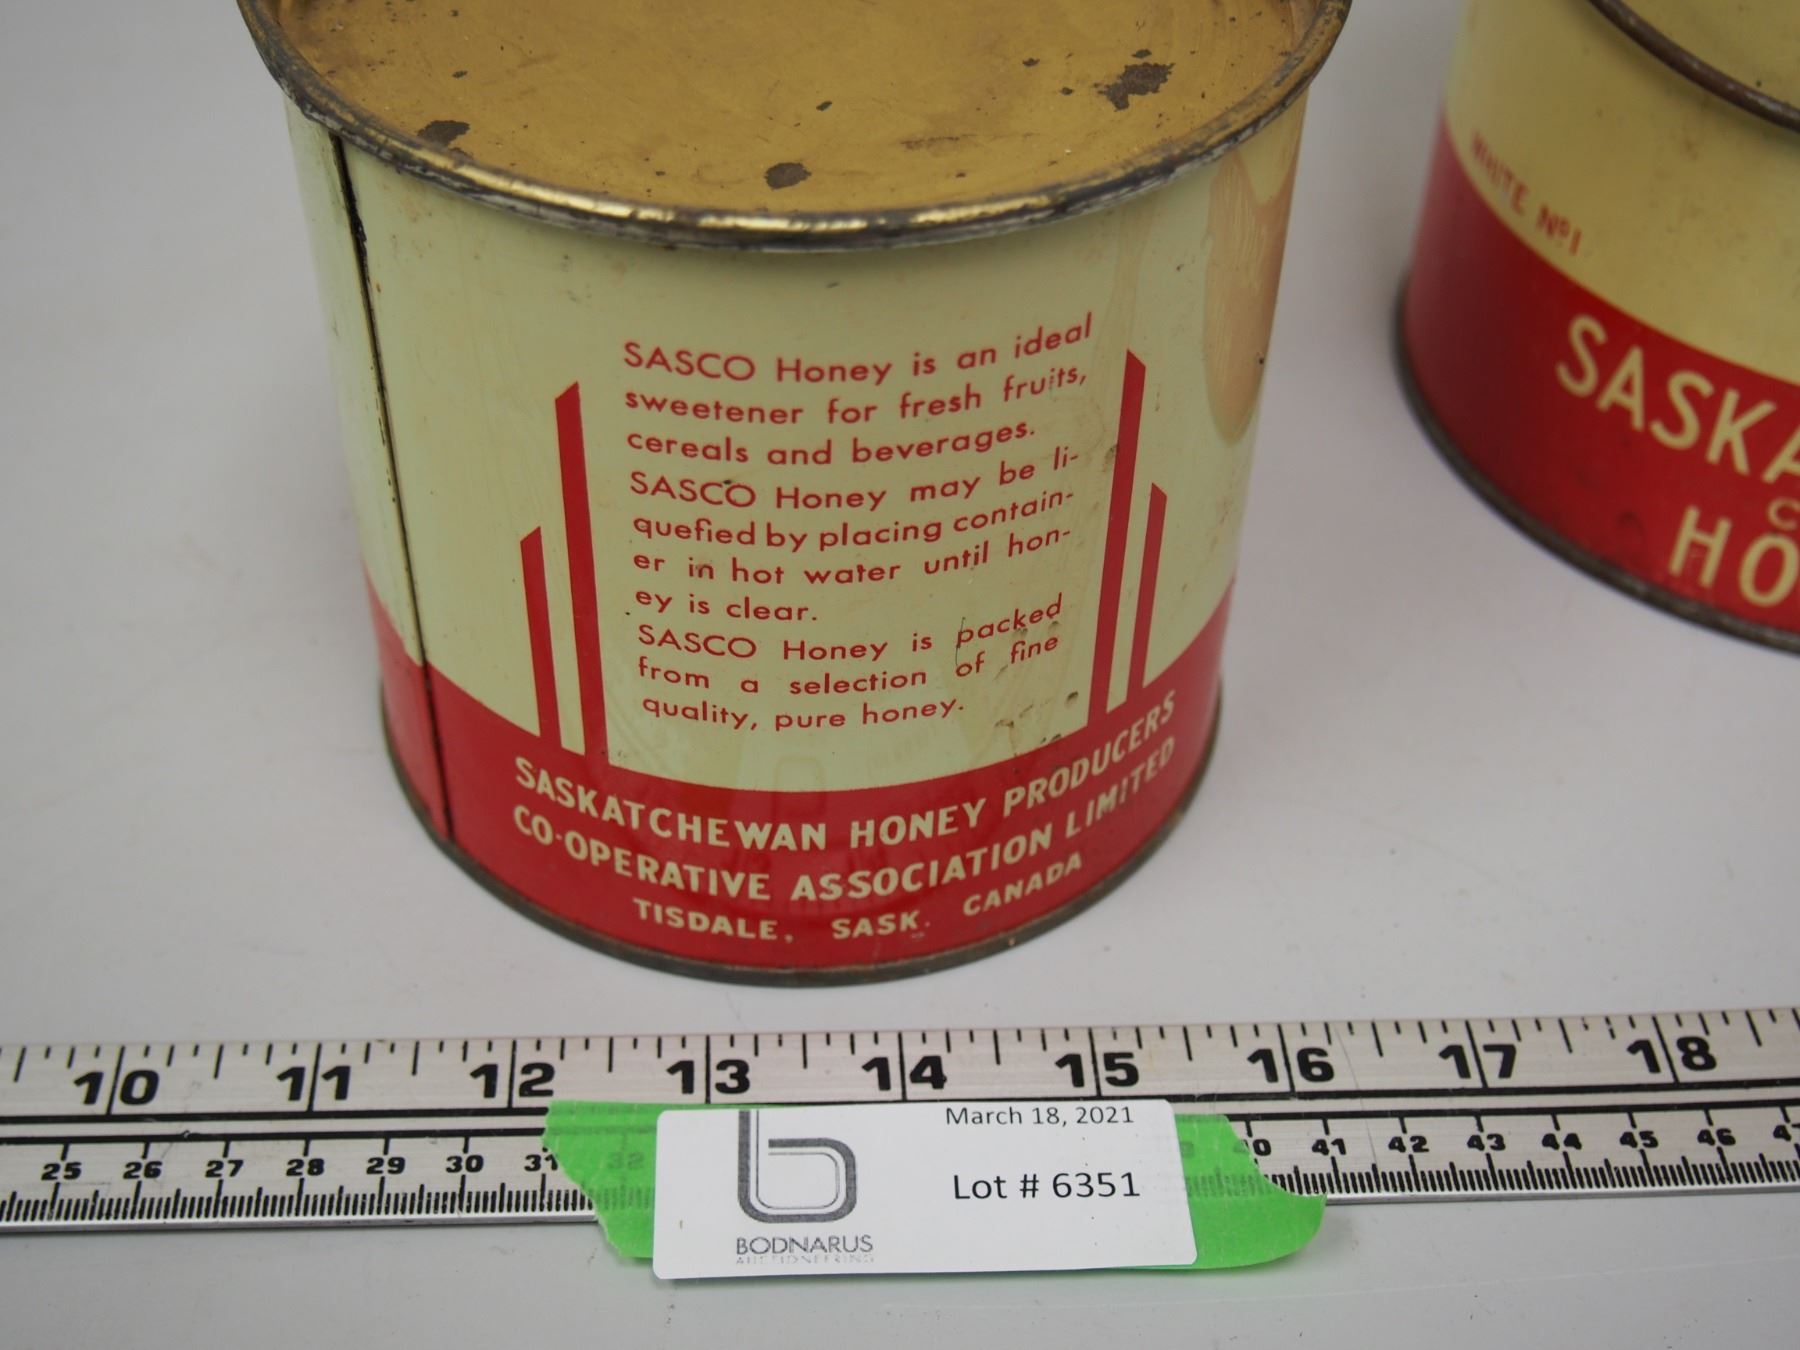 SASCO Honey is an ideal
sweetener for fresh fruits,
cereals and beverages.
SASCO Honey may be li-
quefied by placing contain-
er in hot water until hon-
ey is clear.
SASCO Honey is packed
from a selection of fine
quality, pure honey.
SASKATCHEWAN HONEY PRODUCERS
CO-OPERATIVE ASSOCIATION LIMITED
TISDALE, SASK. CANADA
WHITE Nº1
SASKA
HO
10 11 12 13 14 15 16 17 18
25 26 27 28 29 30 31 32 40 41 42 43 44 45 46
March 18, 2021
Lot # 6351
b
BODNARUS
AUCTIONEERING